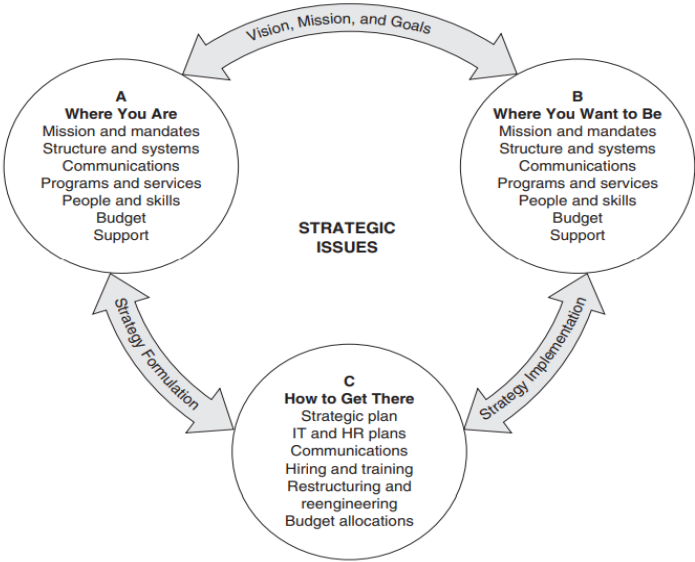 Vision, Mission, and Goals
A
Where You Are
Mission and mandates
Structure and systems
Communications
Programs and services
People and skills
Budget
Support
B
Where You Want to Be
Mission and mandates
Structure and systems
Communications
Programs and services
People and skills
Budget
Support
STRATEGIC
ISSUES
Strategy Formulation
Strategy Implementation
C
How to Get There
Strategic plan
IT and HR plans
Communications
Hiring and training
Restructuring and
reengineering
Budget allocations